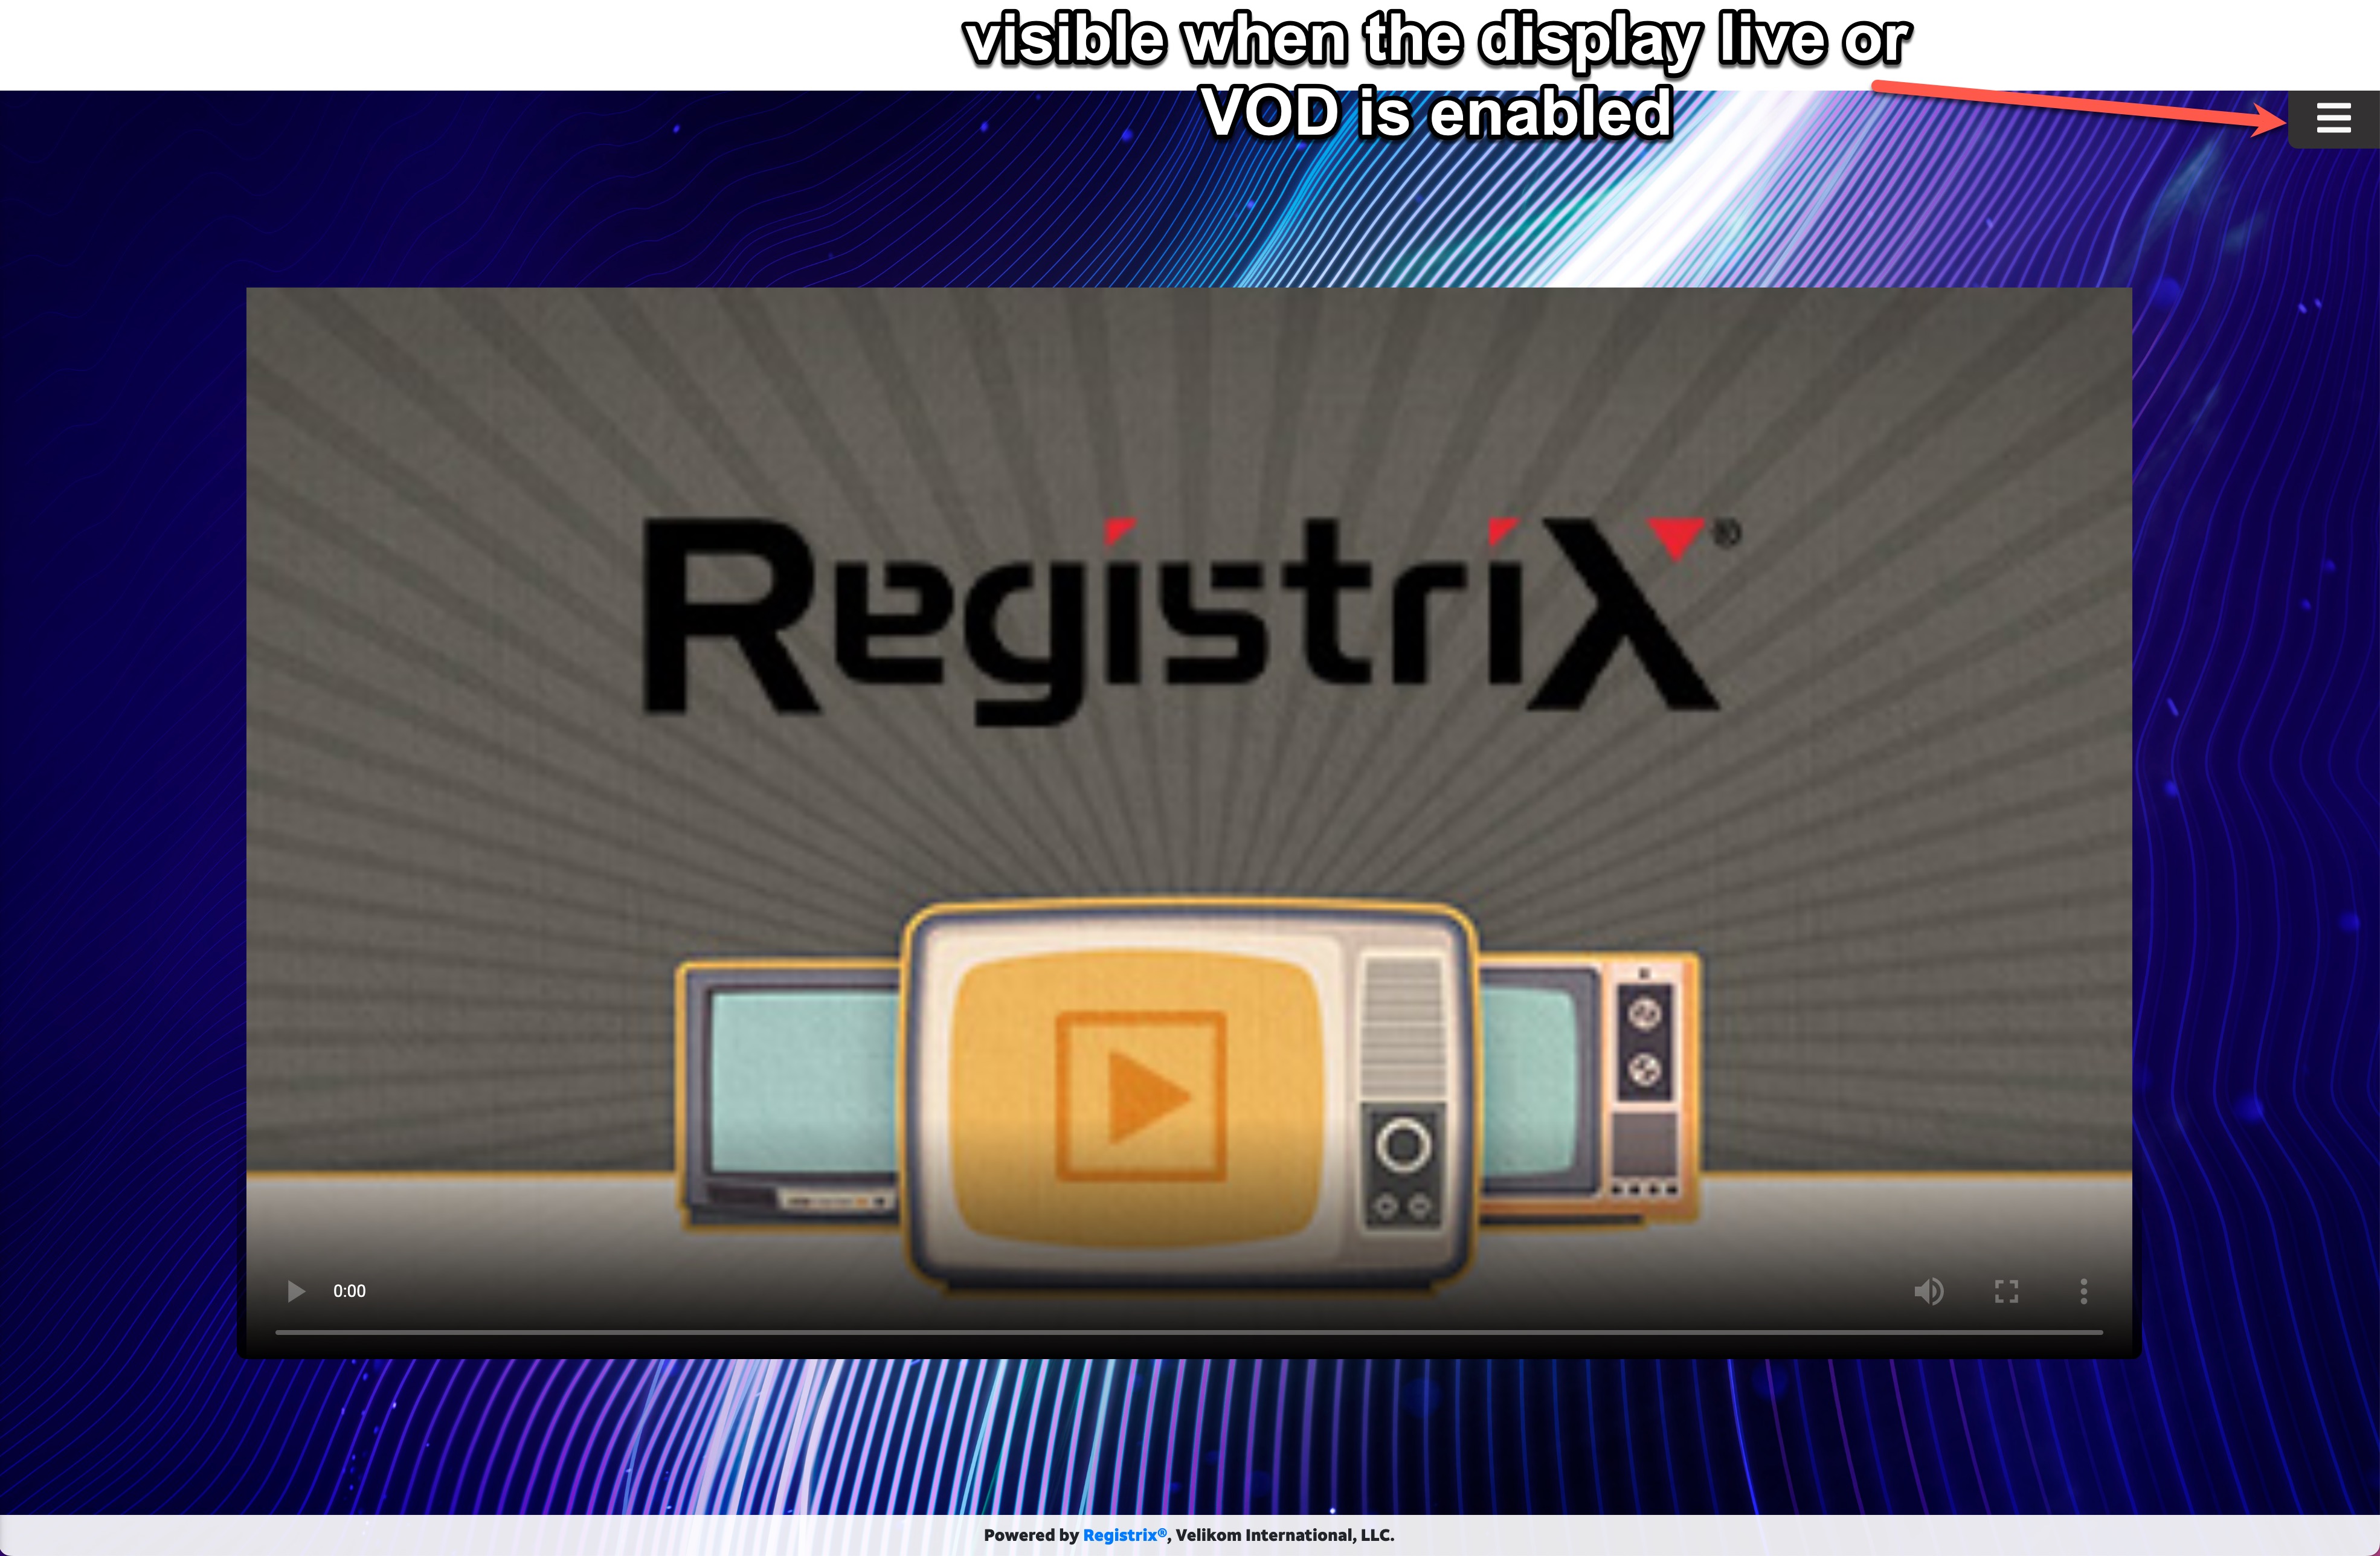 visible when the display live or
VOD is enabled
Registrix®
0:00
Powered by Registrix®, Velikom International, LLC.